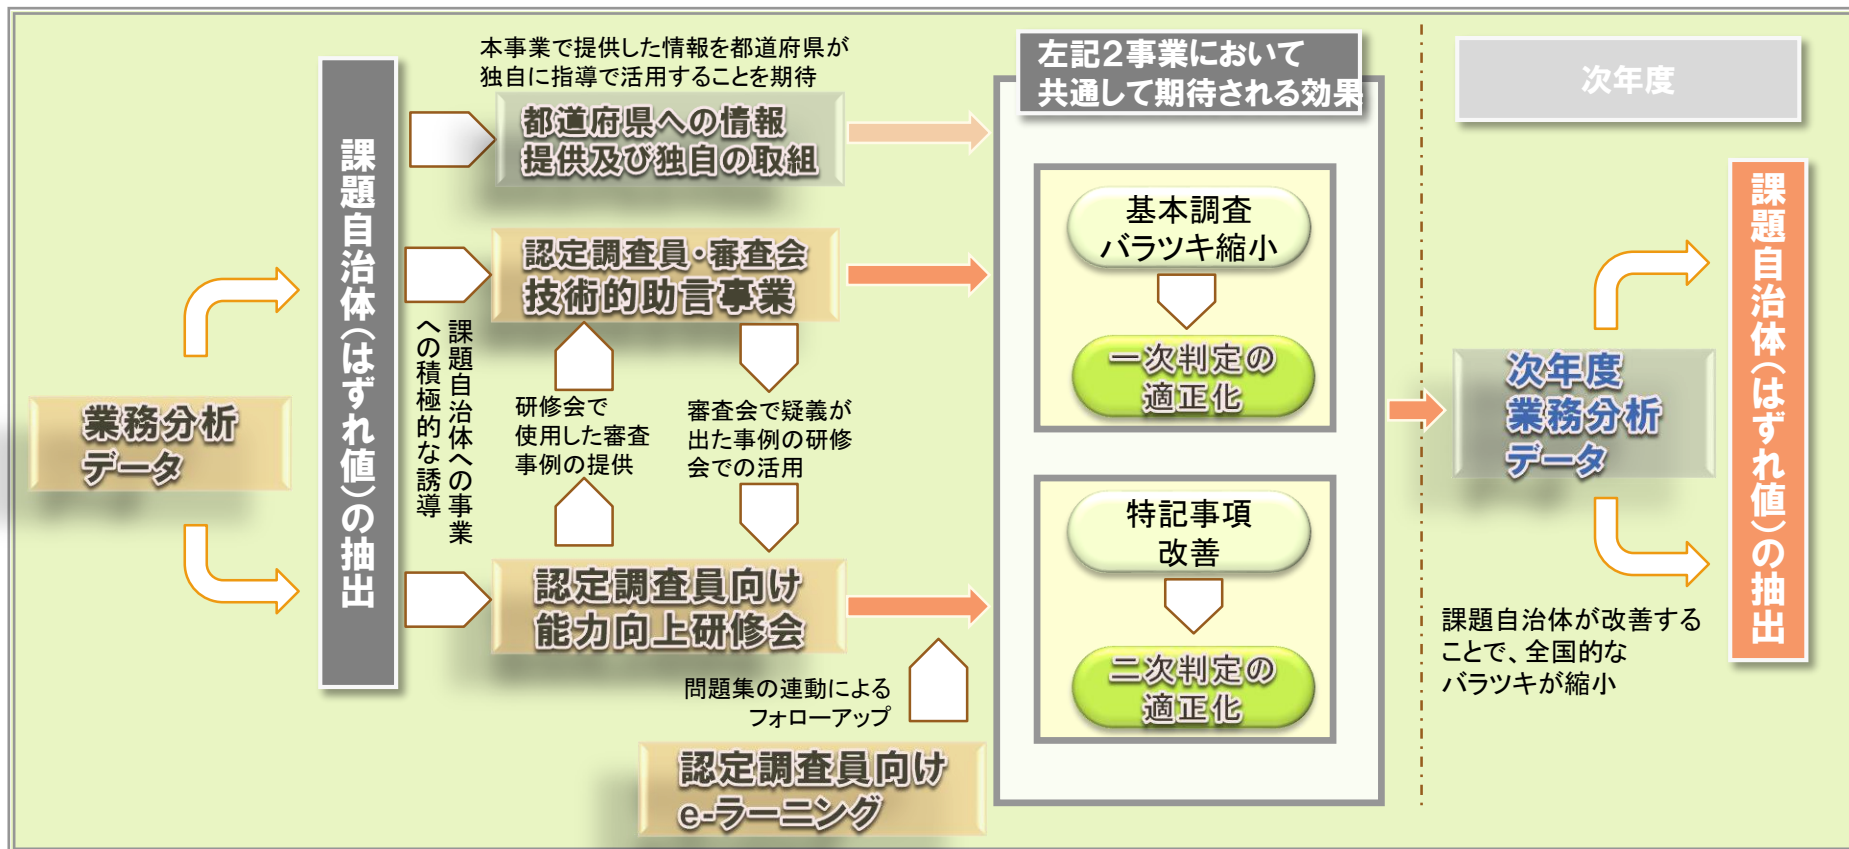 業務分析
データ
課題自治体（はずれ値）の抽出
本事業で提供した情報を都道府県が
独自に指導で活用することを期待
都道府県への情報
提供及び独自の取組
認定調査員・審査会
技術的助言事業
課題自治体への事業
への積極的な誘導
研修会で
使用した審査
事例の提供
審査会で疑義が
出た事例の研修
会での活用
認定調査員向け
能力向上研修会
問題集の連動による
フォローアップ
認定調査員向け
e-ラーニング
左記２事業において
共通して期待される効果
基本調査
バラツキ縮小
一次判定の
適正化
特記事項
改善
二次判定の
適正化
次年度
次年度
業務分析
データ
課題自治体（はずれ値）の抽出
課題自治体が改善する
ことで、全国的な
バラツキが縮小